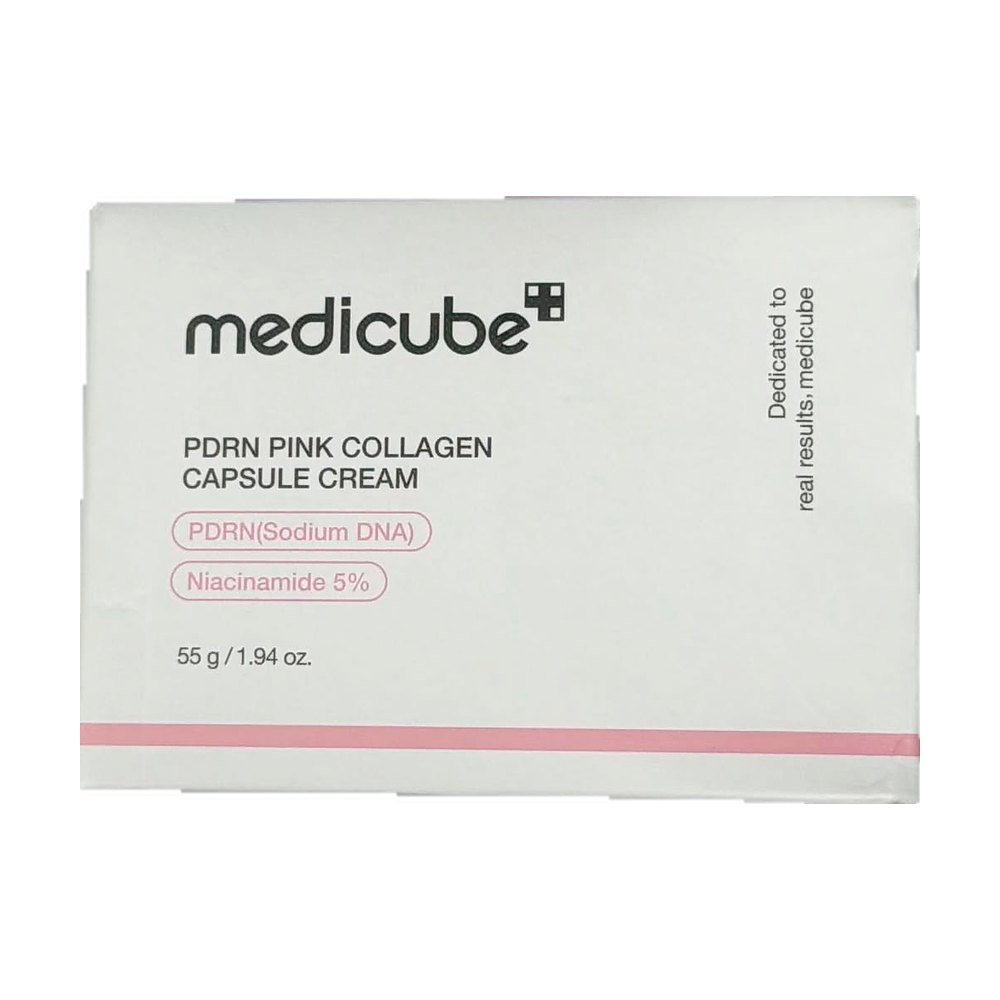 medicube
PDRN PINK COLLAGEN
CAPSULE CREAM
PDRN(Sodium DNA)
Niacinamide 5%
55 g / 1.94 oz.
Dedicated to
real results, medicube